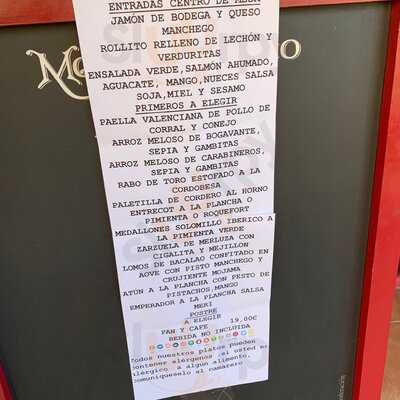 ENTRADAS CENTRO DE MESA
JAMÓN DE BODEGA Y QUESO
MANCHEGO
ROLLITO RELLENO DE LECHÓN Y
VERDURITAS
ENSALADA VERDE,SALMÓN AHUMADO,
AGUACATE, MANGO,NUECES SALSA
SOJA,MIEL Y SESAMO
PRIMEROS A ELEGIR
PAELLA VALENCIANA DE POLLO DE
CORRAL Y CONEJO
ARROZ MELOSO DE BOGAVANTE,
SEPIA Y GAMBITAS
ARROZ MELOSO DE CARABINEROS,
SEPIA Y GAMBITAS
RABO DE TORO ESTOFADO A LA
CORDOBESA
PALETILLA DE CORDERO AL HORNO
ENTRECOT A LA PLANCHA O
PIMIENTA O ROQUEFORT
MEDALLONES SOLOMILLO IBERICO A
LA PIMIENTA VERDE
ZARZUELA DE MERLUZA CON
CIGALITA Y MEJILLON
LOMOS DE BACALAO CONFITADO EN
AOVE CON PISTO MANCHEGO Y
CRUJIENTE MOJAMA
ATÚN A LA PLANCHA CON PESTO DE
PISTACHOS,MANGO
EMPERADOR A LA PLANCHA SALSA
MERI
POSTRE
A ELEGIR
PAN Y CAFE 19,00€
BEBIDA NO INCLUIDA
Todos nuestros platos pueden
contener alérgenos .si usted es
alérgico a algun alimento,
comuniqueselo al camarero